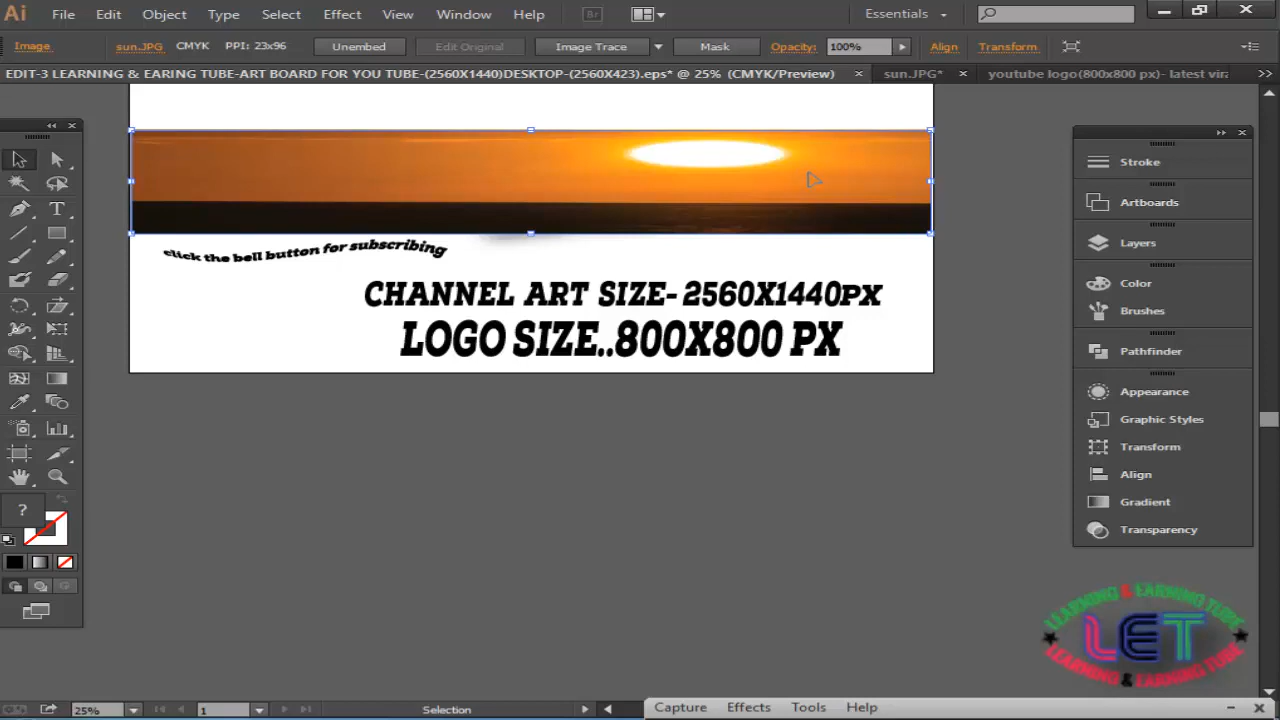 Ai File Edit Object Type Select Effect View Window Help Br Essentials
Image sun.JPG CMYK PPI: 23x96 Unembed Edit Original Image Trace Mask Opacity: 100% Align Transform
EDIT-3 LEARNING & EARING TUBE-ART BOARD FOR YOU TUBE-(2560X1440)DESKTOP-(2560X423).eps* @ 25% (CMYK/Preview) sun.JPG* youtube logo(800x800 px)- latest vira
Stroke
Artboards
Layers
Color
Brushes
Pathfinder
Appearance
Graphic Styles
Transform
Align
Gradient
Transparency
click the bell button for subscribing
CHANNEL ART SIZE- 2560X1440PX
LOGO SIZE..800X800 PX
?
LEARNING & EARNING TUBE
LET
LEARNING & EARNING TUBE
25% 1 Selection
Capture Effects Tools Help